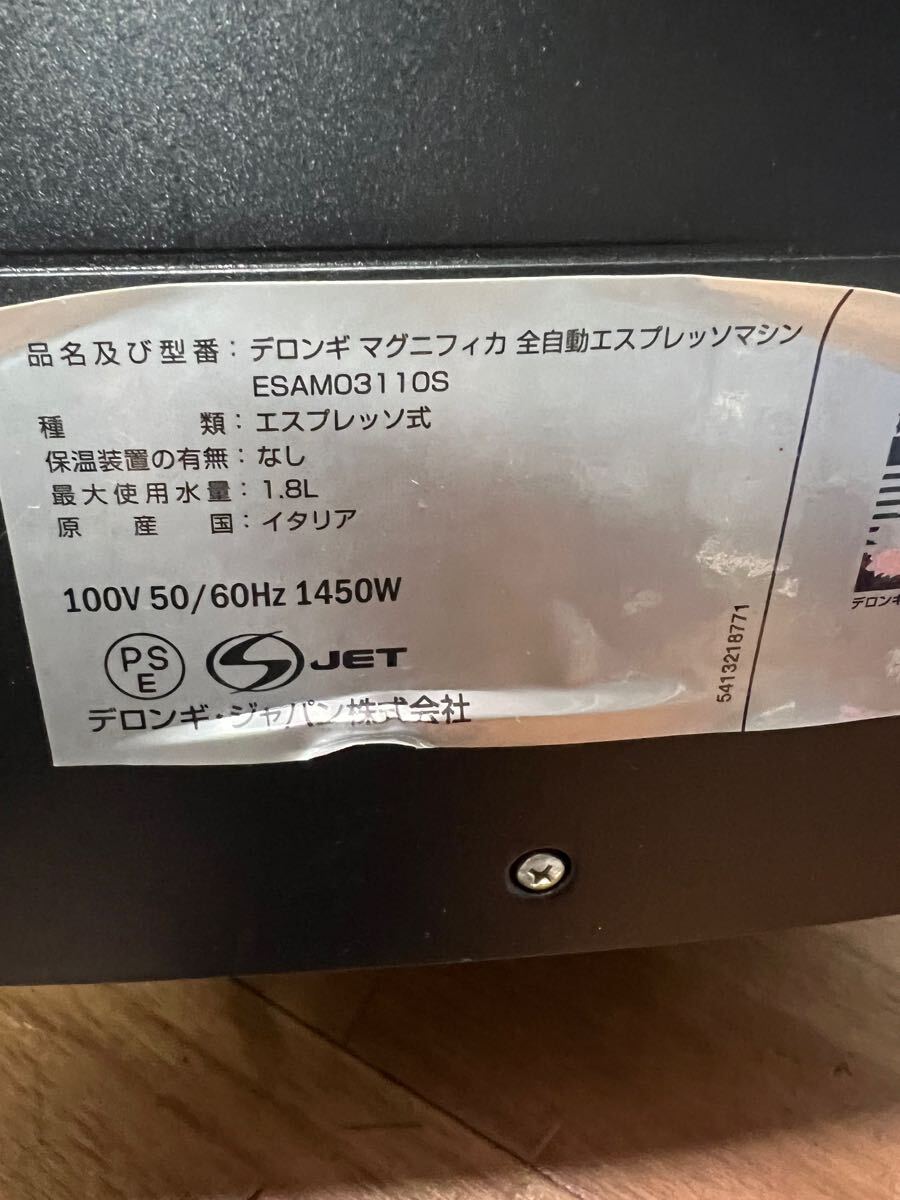 品名及び型番：デロンギ マグニフィカ 全自動エスプレッソマシン
ESAM03110S
種類：エスプレッソ式
保温装置の有無：なし
最大使用水量：1.8L
原産国：イタリア
100V 50/60Hz 1450W
PS
E
S JET
デロンギ・ジャパン株式会社
5413218771
デロンギ